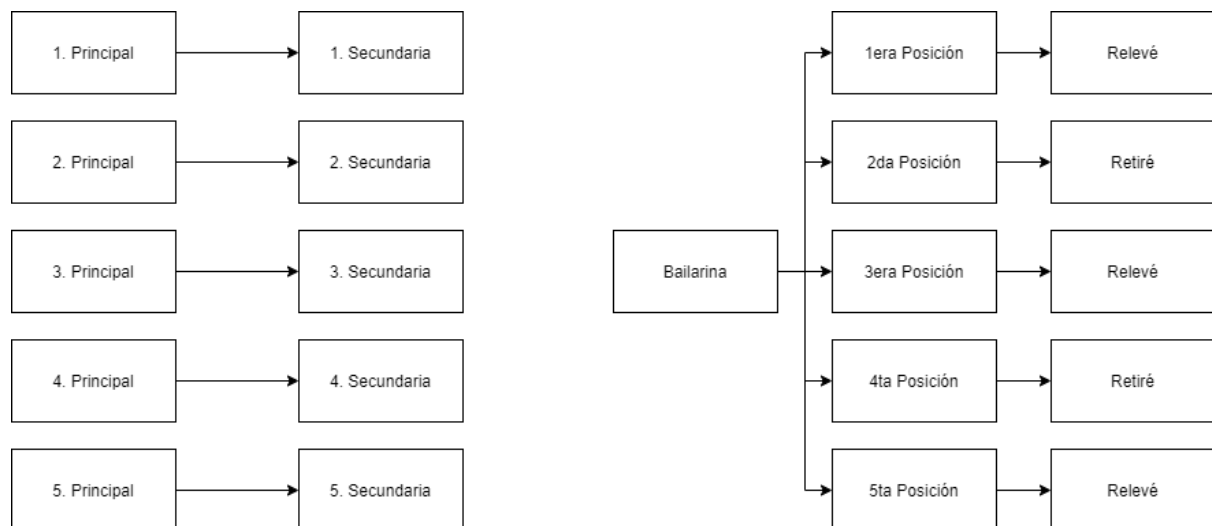 1. Principal
1. Secundaria
1era Posición
Relevé
2. Principal
2. Secundaria
2da Posición
Retiré
3. Principal
3. Secundaria
Bailarina
3era Posición
Relevé
4. Principal
4. Secundaria
4ta Posición
Retiré
5. Principal
5. Secundaria
5ta Posición
Relevé